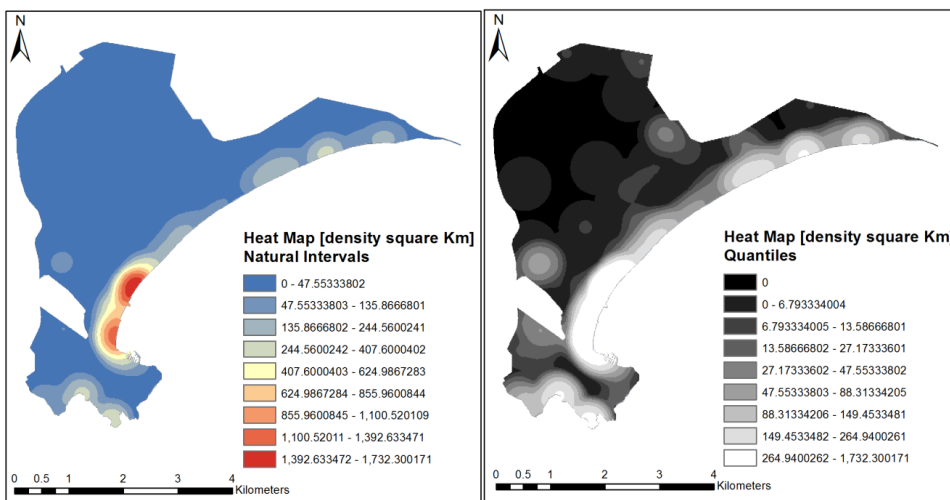 N
Heat Map [density square Km]
Natural Intervals
0 - 47.55333802
47.55333803 - 135.8666801
135.8666802 - 244.5600241
244.5600242 - 407.6000402
407.6000403 - 624.9867283
624.9867284 - 855.9600844
855.9600845 - 1,100.520109
1,100.52011 - 1,392.633471
1,392.633472 - 1,732.300171
0 0.5 1 2 3 4
Kilometers
N
Heat Map [density square Km]
Quantiles
0
0 - 6.793334004
6.793334005 - 13.58666801
13.58666802 - 27.17333601
27.17333602 - 47.55333802
47.55333803 - 88.31334205
88.31334206 - 149.4533481
149.4533482 - 264.9400261
264.9400262 - 1,732.300171
0 0.5 1 2 3 4
Kilometers